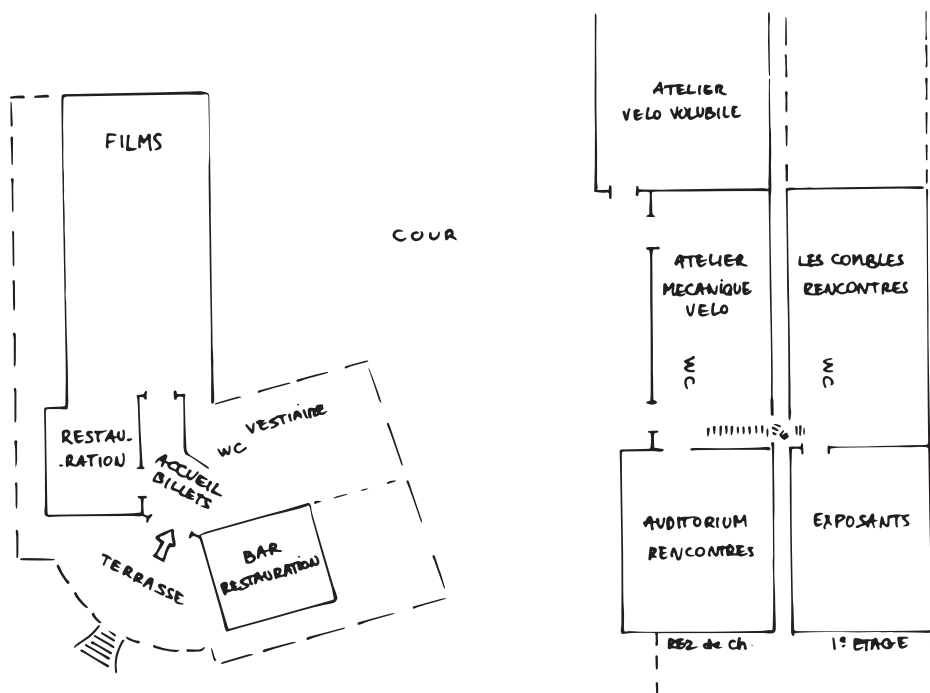 FILMS
COUR
RESTAU-
-RATION
WC VESTIAIRE
ACCUEIL
BILLETS
TERRASSE
BAR
RESTAURATION
ATELIER
VELO VOLUBILE
ATELIER
MECANIQUE
VELO
WC
LES COMBLES
RENCONTRES
WC
AUDITORIUM
RENCONTRES
EXPOSANTS
REZ de Ch.
1º ETAGE